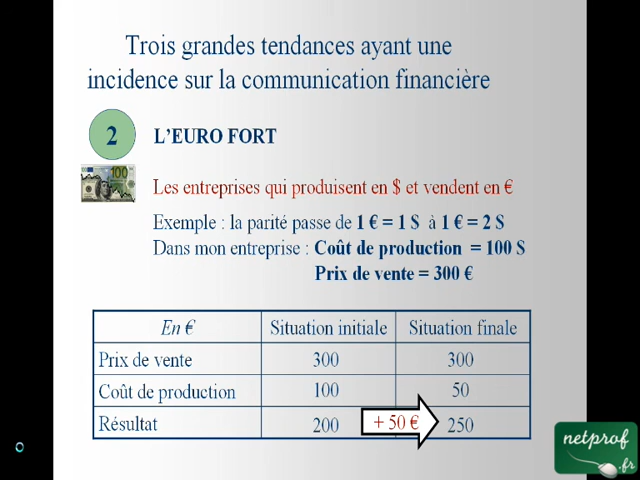 Trois grandes tendances ayant une
incidence sur la communication financière
2 L'EURO FORT
Les entreprises qui produisent en $ et vendent en €
Exemple : la parité passe de 1 € = 1 $ à 1 € = 2 $
Dans mon entreprise : Coût de production = 100 $
Prix de vente = 300 €
En € Situation initiale Situation finale
Prix de vente 300 300
Coût de production 100 50
Résultat 200 + 50 € 250
netprof
.fr